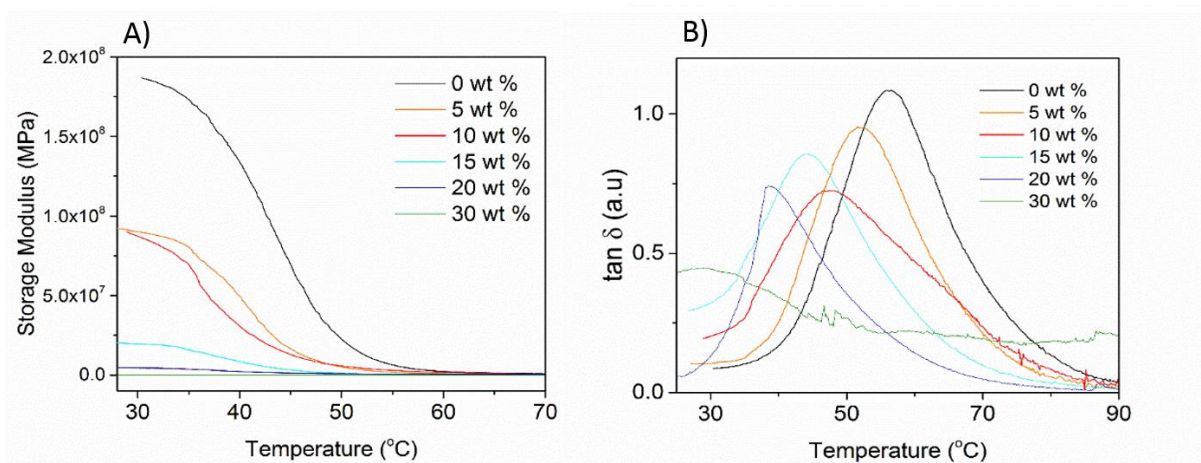 A)
2.0x10⁸
1.5x10⁸
1.0x10⁸
5.0x10⁷
0.0
Storage Modulus (MPa)
0 wt %
5 wt %
10 wt %
15 wt %
20 wt %
30 wt %
30 40 50 60 70
Temperature (°C)
B)
1.0
0.5
0.0
tan δ (a.u)
0 wt %
5 wt %
10 wt %
15 wt %
20 wt %
30 wt %
30 50 70 90
Temperature (°C)